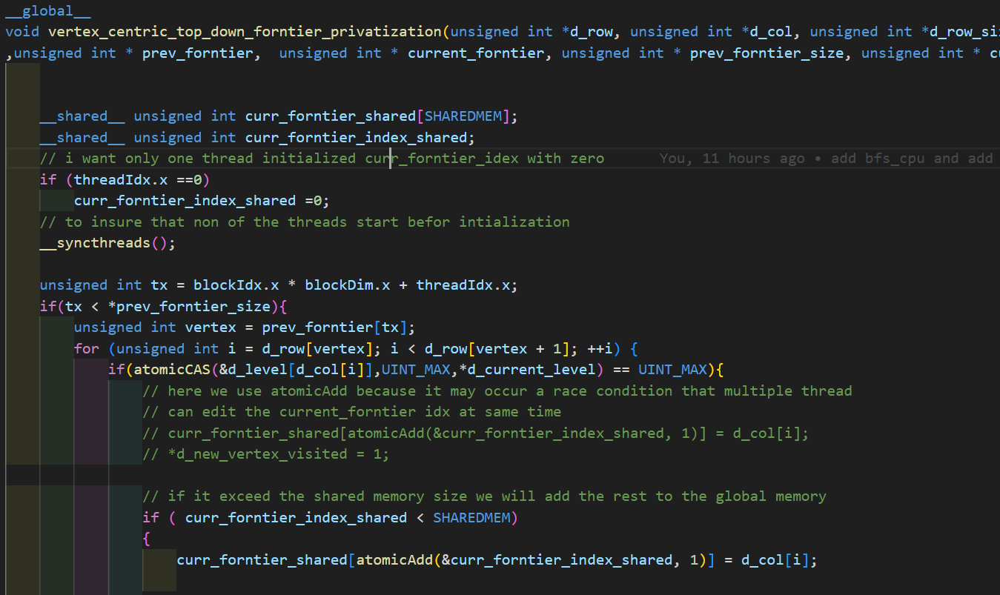 __global__
void vertex_centric_top_down_forntier_privatization(unsigned int *d_row, unsigned int *d_col, unsigned int *d_row_si
,unsigned int * prev_forntier,  unsigned int * current_forntier, unsigned int * prev_forntier_size, unsigned int * c
__shared__ unsigned int curr_forntier_shared[SHAREDMEM];
__shared__ unsigned int curr_forntier_index_shared;
// i want only one thread initialized curr_forntier_idex with zero You, 11 hours ago • add bfs_cpu and add
if (threadIdx.x ==0)
curr_forntier_index_shared =0;
// to insure that non of the threads start befor intialization
__syncthreads();
unsigned int tx = blockIdx.x * blockDim.x + threadIdx.x;
if(tx < *prev_forntier_size){
unsigned int vertex = prev_forntier[tx];
for (unsigned int i = d_row[vertex]; i < d_row[vertex + 1]; ++i) {
if(atomicCAS(&d_level[d_col[i]],UINT_MAX,*d_current_level) == UINT_MAX){
// here we use atomicAdd because it may occur a race condition that multiple thread
// can edit the current_forntier idx at same time
// curr_forntier_shared[atomicAdd(&curr_forntier_index_shared, 1)] = d_col[i];
// *d_new_vertex_visited = 1;
// if it exceed the shared memory size we will add the rest to the global memory
if ( curr_forntier_index_shared < SHAREDMEM)
{
curr_forntier_shared[atomicAdd(&curr_forntier_index_shared, 1)] = d_col[i];